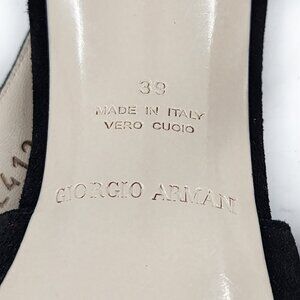 39
MADE IN ITALY
VERO CUOIO
GIORGIO ARMANI